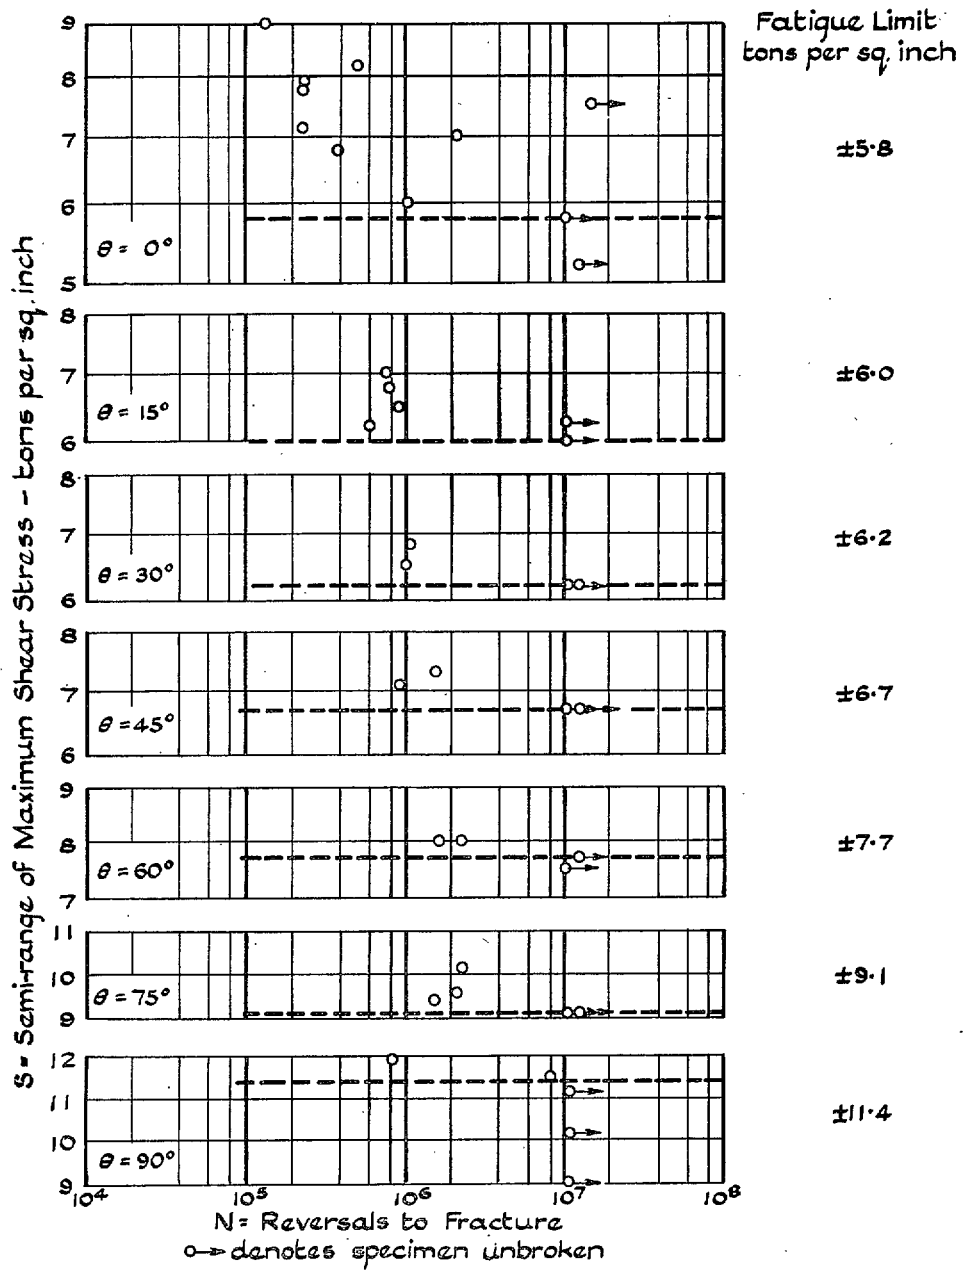 Fatigue Limit
tons per sq. inch
S = Semi-range of Maximum Shear Stress - tons per sq. inch
9
8
7
6
5
θ = 0°
±5.8
8
7
6
θ = 15°
±6.0
8
7
6
θ = 30°
±6.2
8
7
6
θ = 45°
±6.7
9
8
7
θ = 60°
±7.7
11
10
9
θ = 75°
±9.1
12
11
10
9
θ = 90°
±11.4
10⁴ 10⁵ 10⁶ 10⁷ 10⁸
N = Reversals to Fracture
denotes specimen unbroken